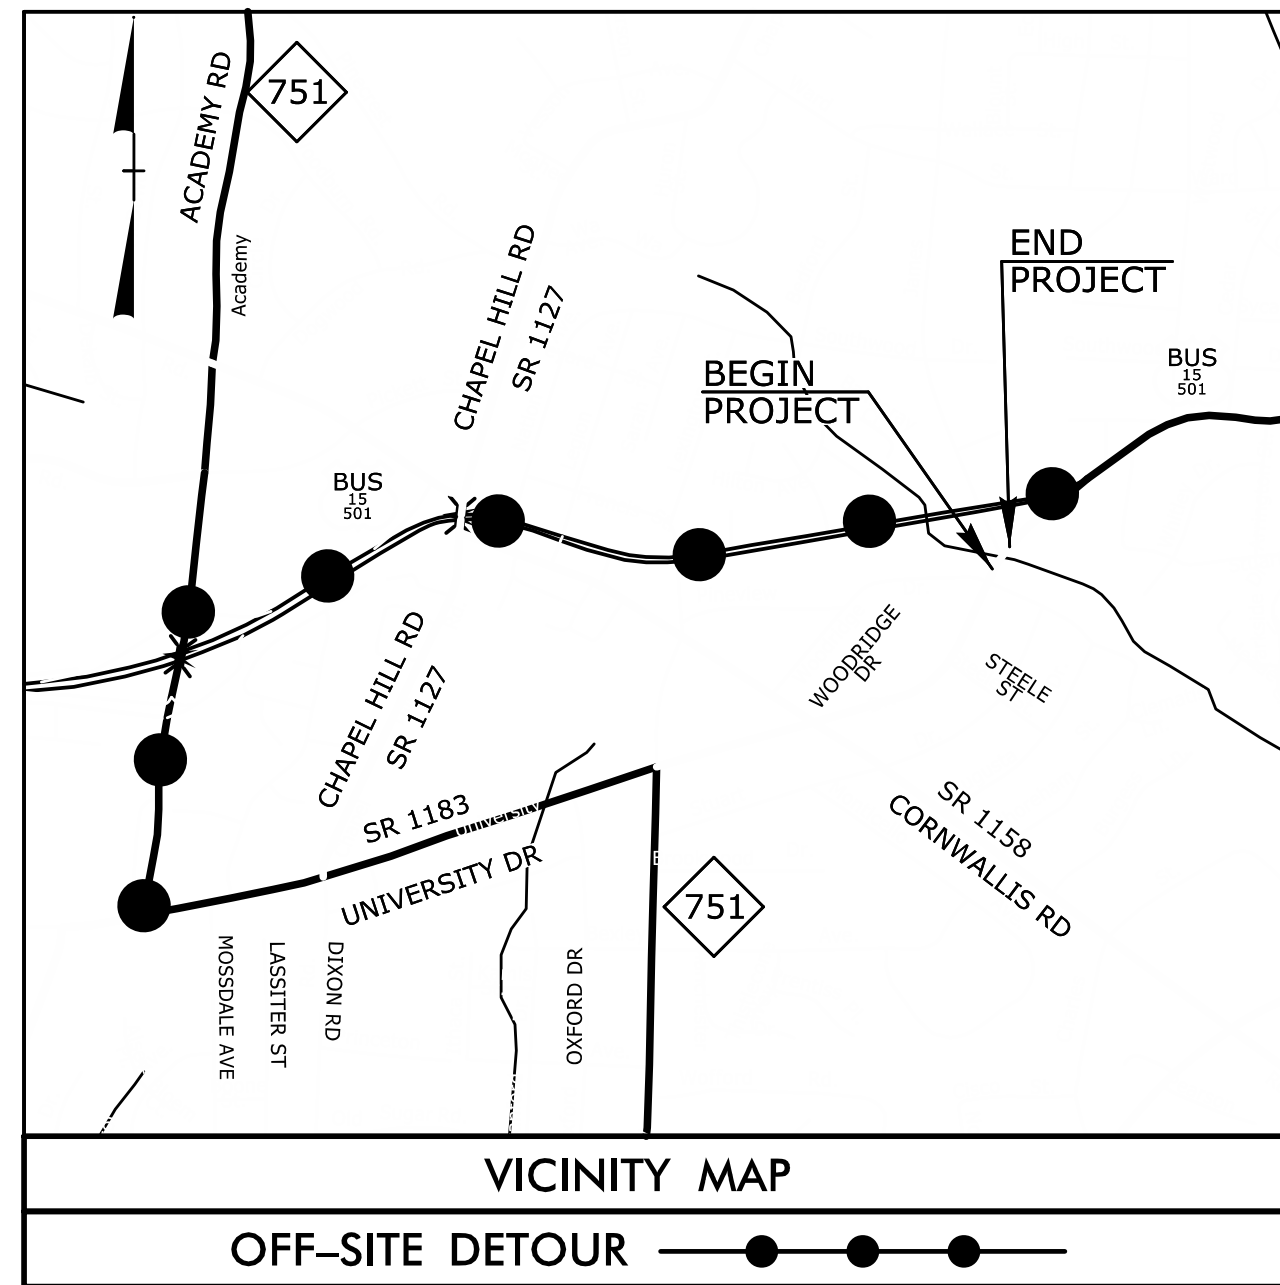 751
ACADEMY RD
Academy
CHAPEL HILL RD
SR 1127
END
PROJECT
BEGIN
PROJECT
BUS
15
501
BUS
15
501
CHAPEL HILL RD
SR 1127
WOODRIDGE
DR
STEELE
ST
SR 1183
University
UNIVERSITY DR
SR 1158
CORNWALLIS RD
751
MOSSDALE AVE
LASSITER ST
DIXON RD
OXFORD DR
VICINITY MAP
OFF–SITE DETOUR